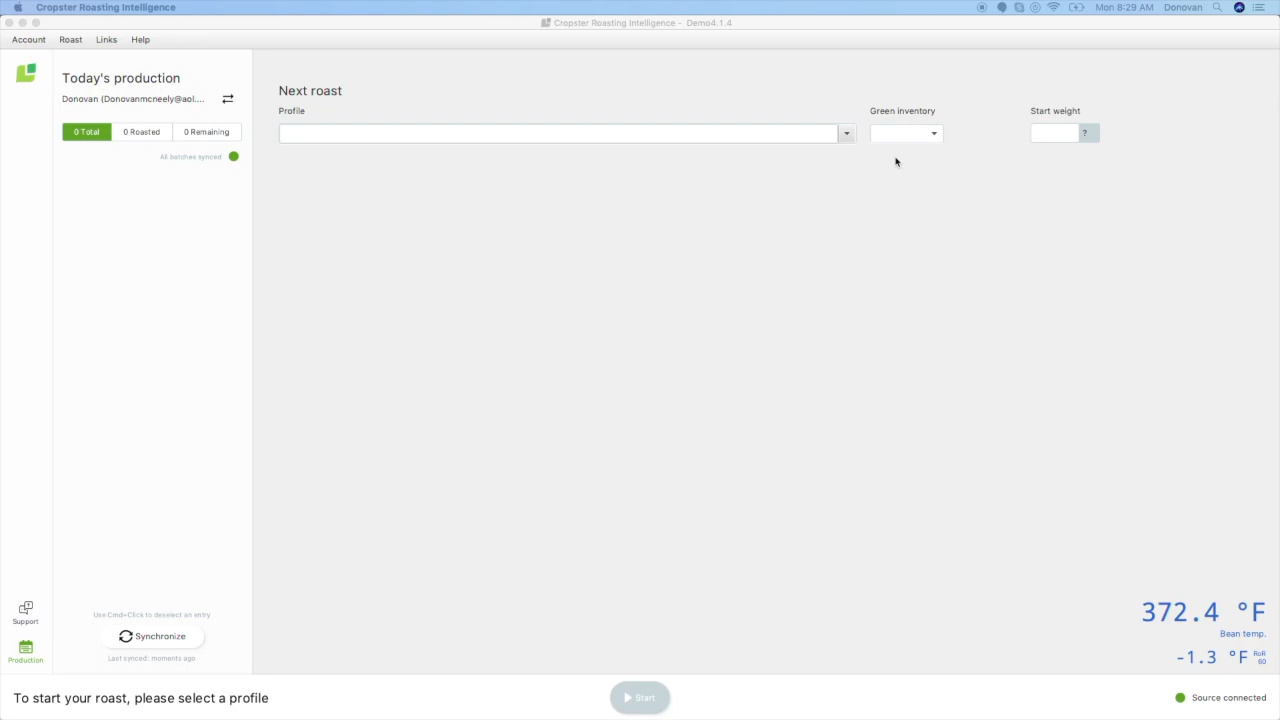 Cropster Roasting Intelligence
Mon 8:29 AM Donovan
Cropster Roasting Intelligence - Demo4.1.4
Account Roast Links Help
Today's production
Donovan (Donovanmcneely@aol....
0 Total 0 Roasted 0 Remaining
All batches synced
Next roast
Profile Green inventory Start weight
?
Support
Production
Use Cmd+Click to deselect an entry
Synchronize
Last synced: moments ago
372.4 °F
Bean temp.
-1.3 °F RoR 60
To start your roast, please select a profile
Start
Source connected